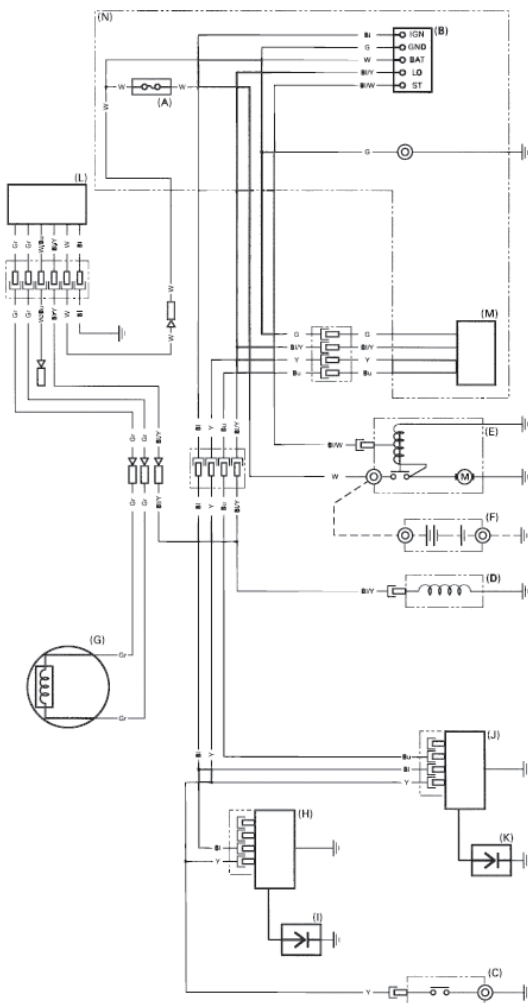 (N)
(B)
Bl IGN
G GND
W BAT
Bl/Y LO
Bl/W ST
W W
(A)
W
G
(L)
Gr Gr W/Bu Bl/Y W Bl
W
Gr Gr W/Bu Bl/Y W Bl
W
(M)
G G
Bl/Y Bl/Y
Y Y
Bu Bu
Bl Y Bu Bl/Y
(E)
Bl/W
W
M
Gr Gr Bl/Y
Gr Gr Bl/Y
Bl Y Bu Bl/Y
(F)
(D)
Bl/Y
(G)
Gr
Gr
(J)
Bl Y
Bu
Bl
Y
(H)
Bl
Y
(K)
(I)
(C)
Y